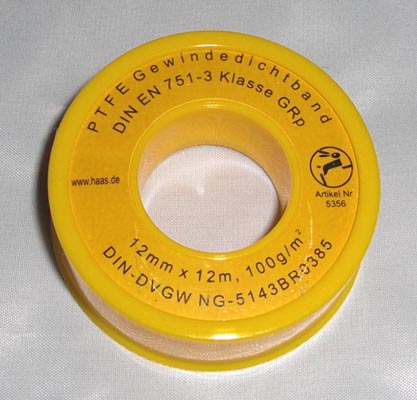 PTFE Gewindedichtband
DIN EN 751-3 Klasse GRp
www.haas.de
Artikel Nr
5356
12mm x 12m, 100g/m²
DIN-DVGW NG-5143BR0385